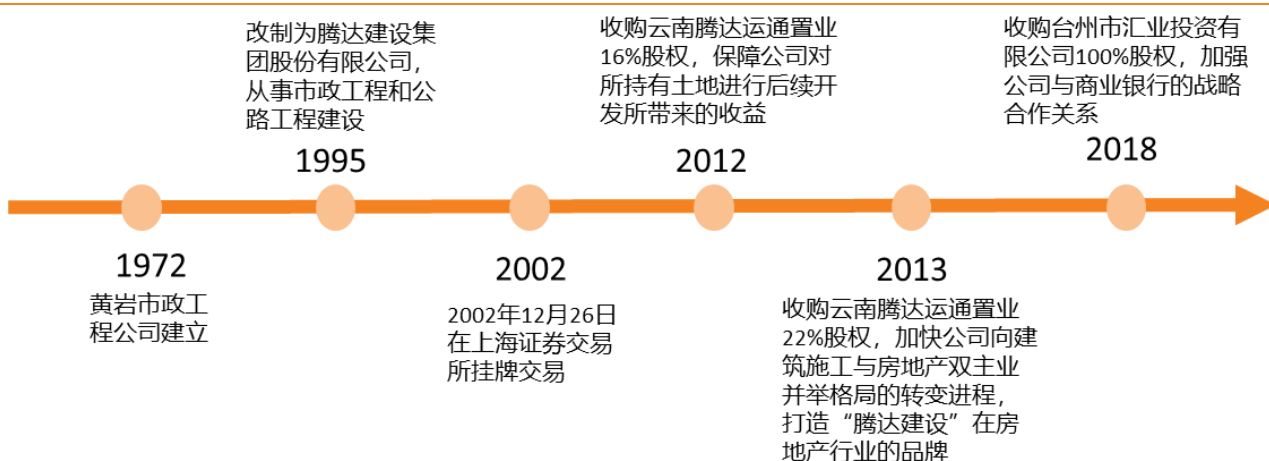 改制为腾达建设集
团股份有限公司，
从事市政工程和公
路工程建设
1995
收购云南腾达运通置业
16%股权，保障公司对
所持有土地进行后续开
发所带来的收益
2012
收购台州市汇业投资有
限公司100%股权，加强
公司与商业银行的战略
合作关系
2018
1972
黄岩市政工
程公司建立
2002
2002年12月26日
在上海证券交易
所挂牌交易
2013
收购云南腾达运通置业
22%股权，加快公司向建
筑施工与房地产双主业
并举格局的转变进程，
打造“腾达建设”在房
地产行业的品牌